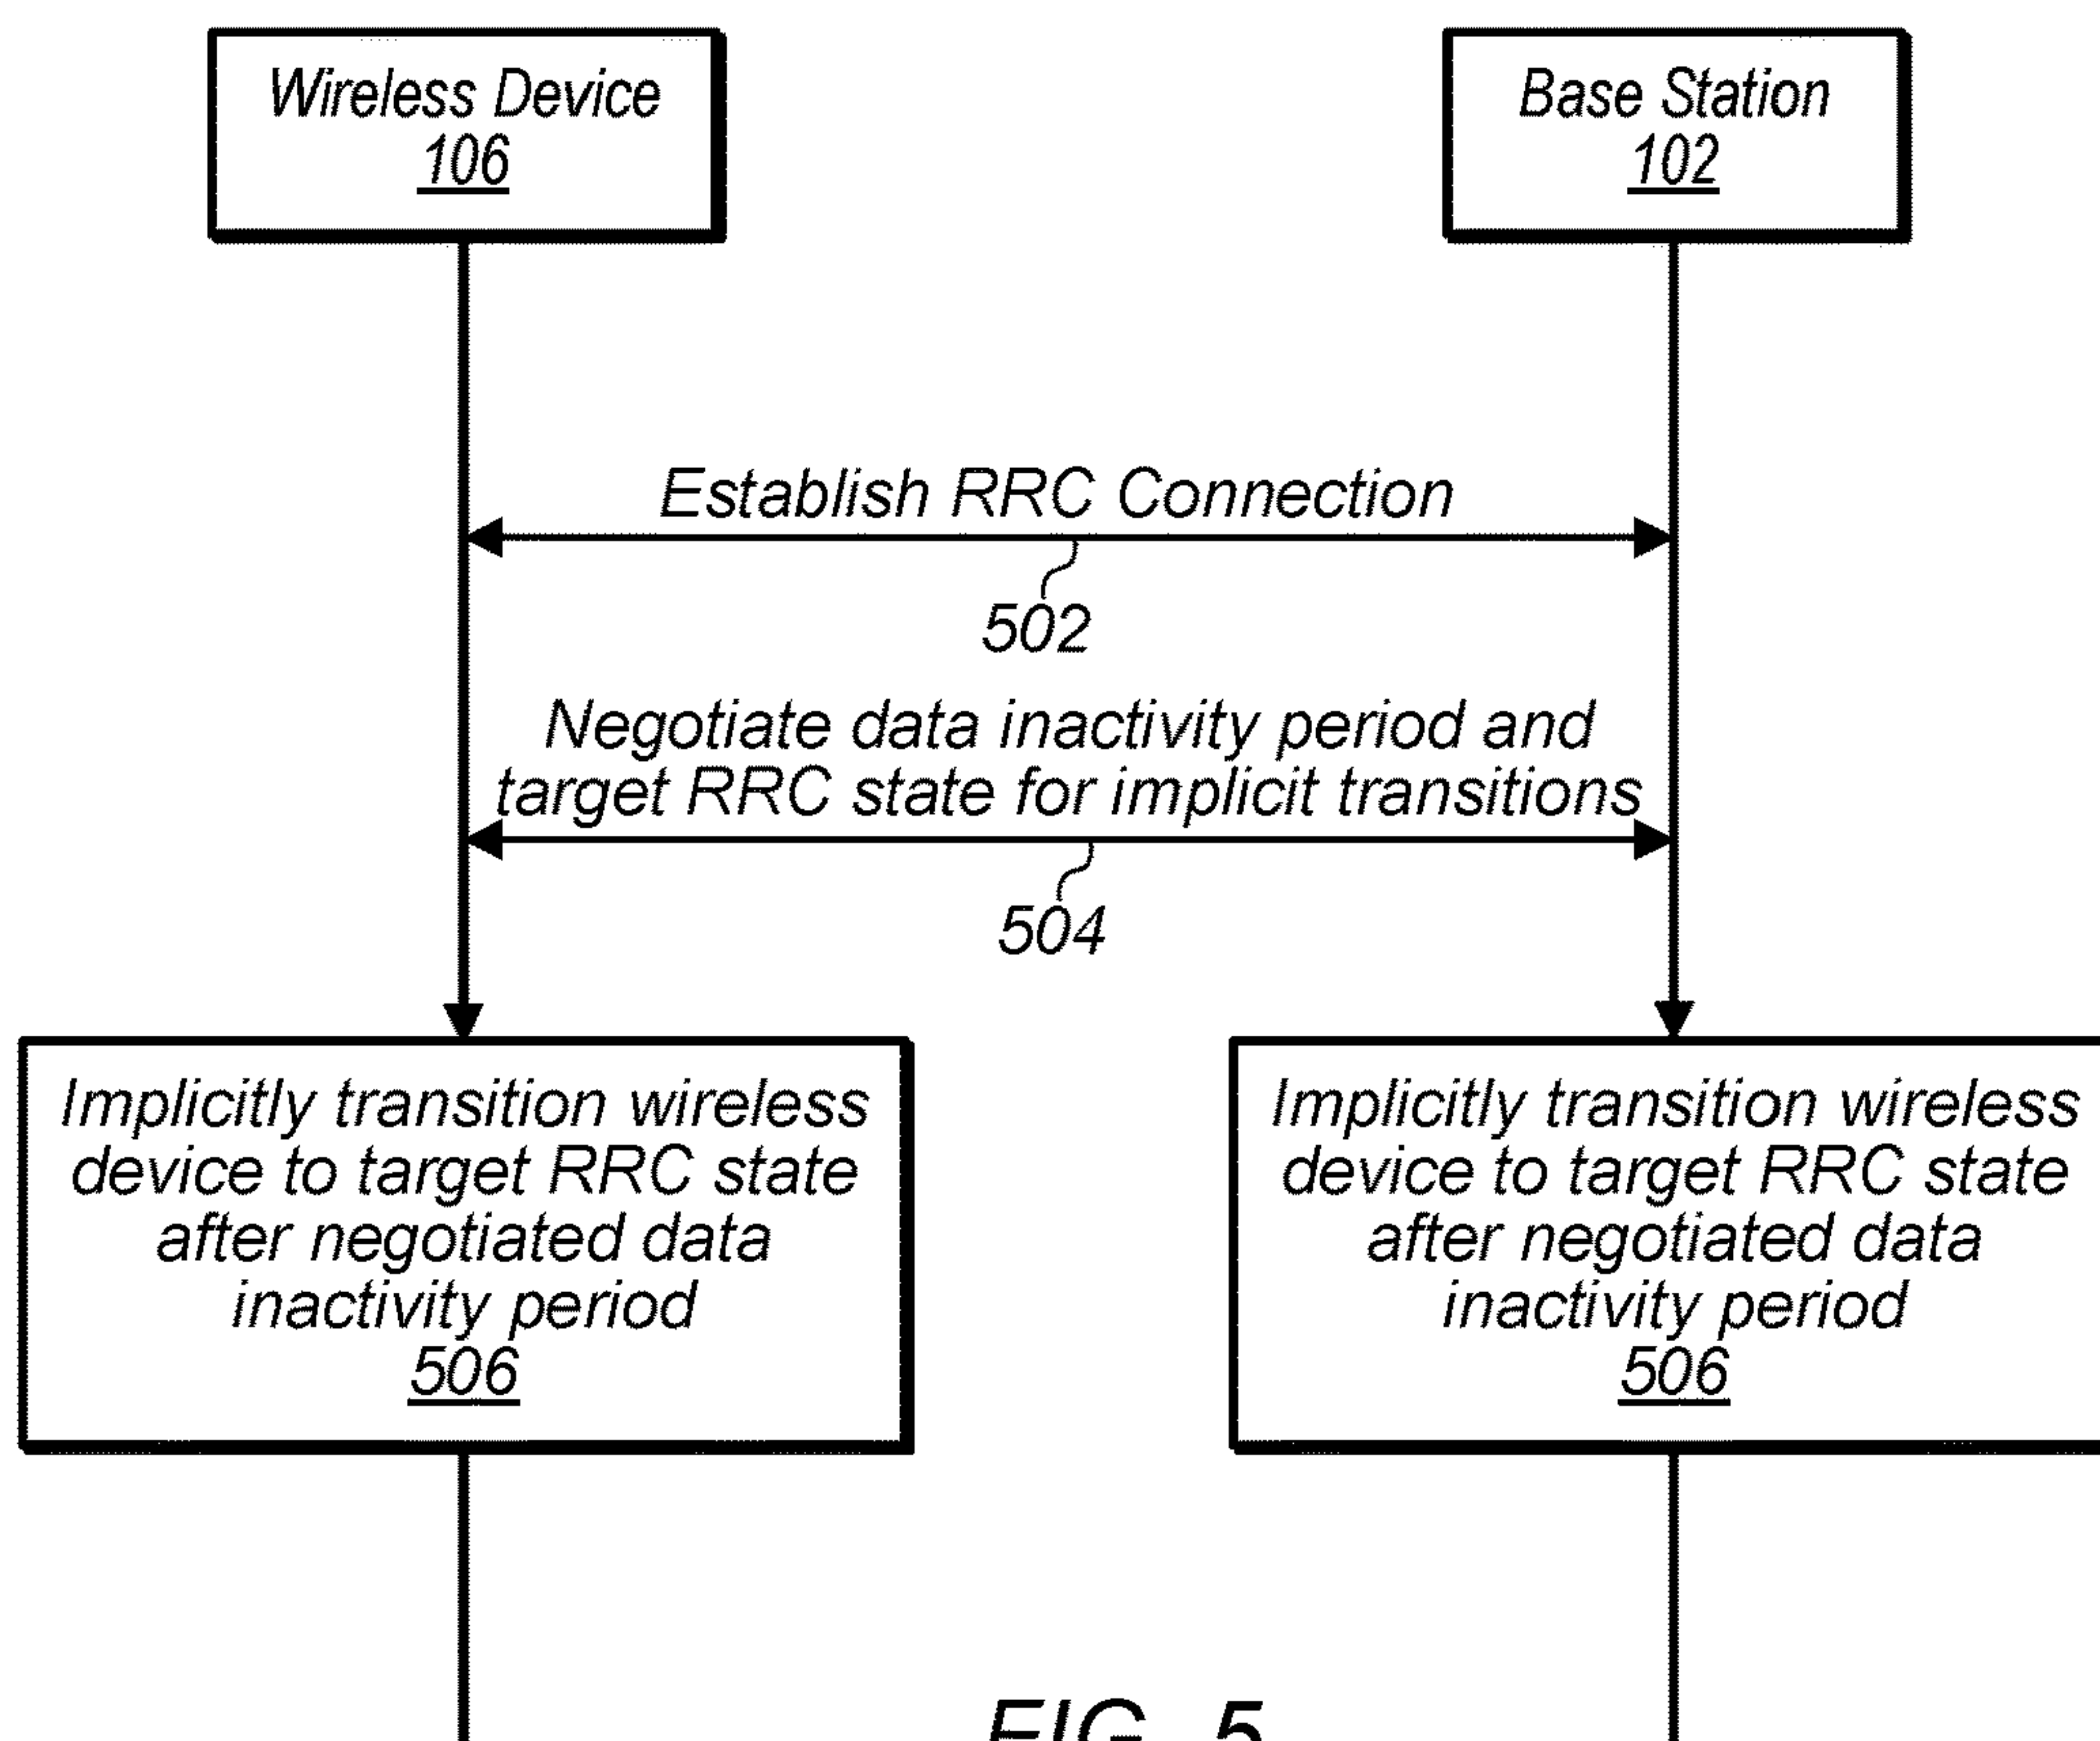 Wireless Device
106
Base Station
102
Establish RRC Connection
502
Negotiate data inactivity period and
target RRC state for implicit transitions
504
Implicitly transition wireless
device to target RRC state
after negotiated data
inactivity period
506
Implicitly transition wireless
device to target RRC state
after negotiated data
inactivity period
506
FIG. 5